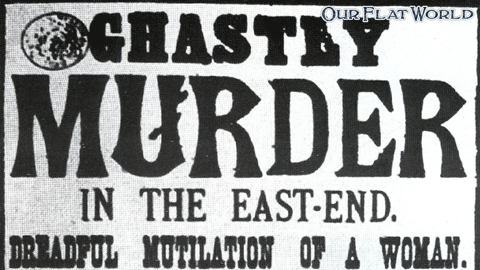 OUR FLAT WORLD
GHASTLY
MURDER
IN THE EAST-END.
DREADFUL MUTILATION OF A WOMAN.